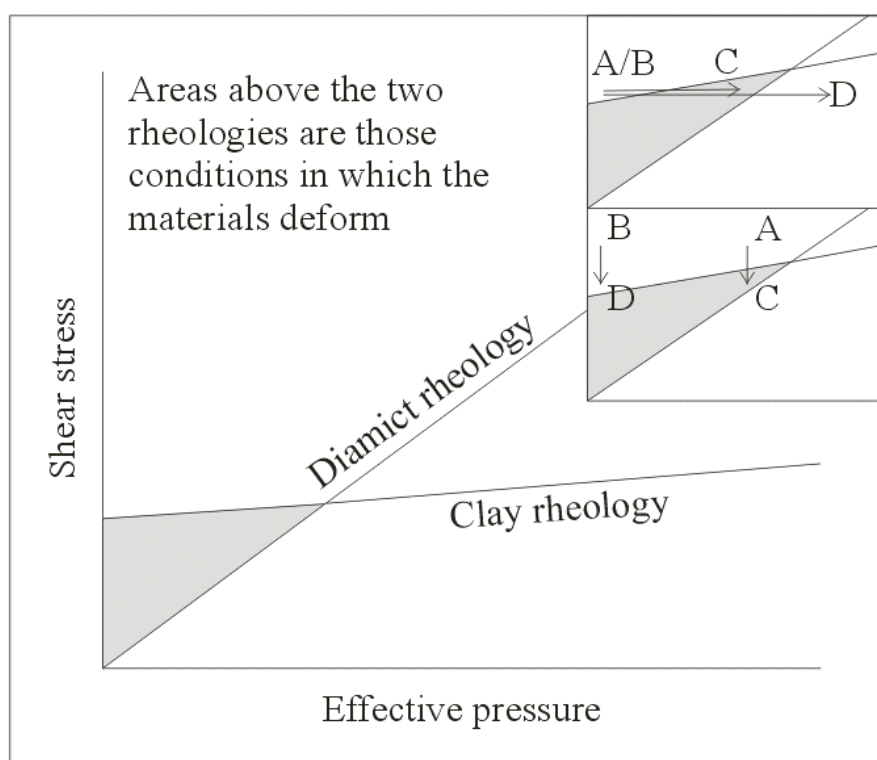 Areas above the two
rheologies are those
conditions in which the
materials deform
A/B
C
D
B
A
D
C
Shear stress
Diamict rheology
Clay rheology
Effective pressure